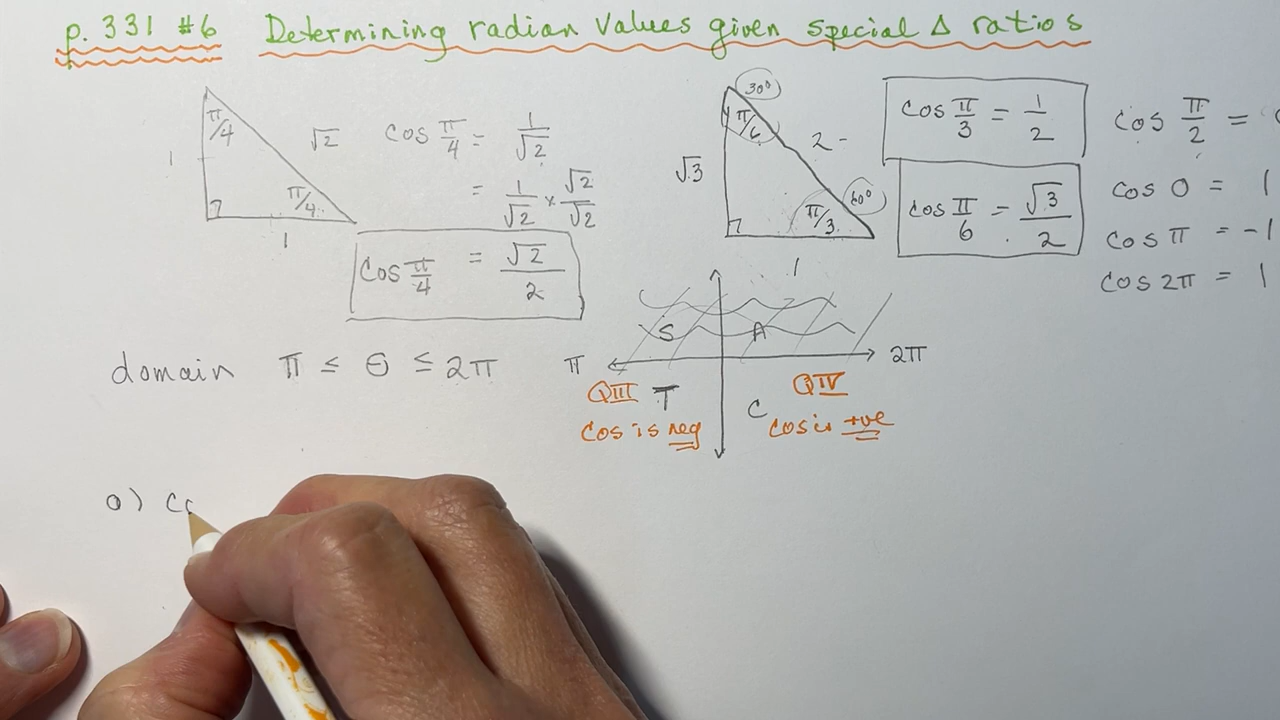 p. 331 #6 Determining radian values given special Δ ratios
π/4
1
√2
π/4
1
cos π/4 = 1/√2
= 1/√2 × √2/√2
cos π/4 = √2/2
30°
π/6
2
√3
60°
π/3
1
cos π/3 = 1/2
cos π/6 = √3/2
cos π/2 =
cos 0 = 1
cos π = -1
cos 2π = 1
domain π ≤ θ ≤ 2π
S A
π 2π
QIII T QIV
C
cos is neg cos is +ve
a) co